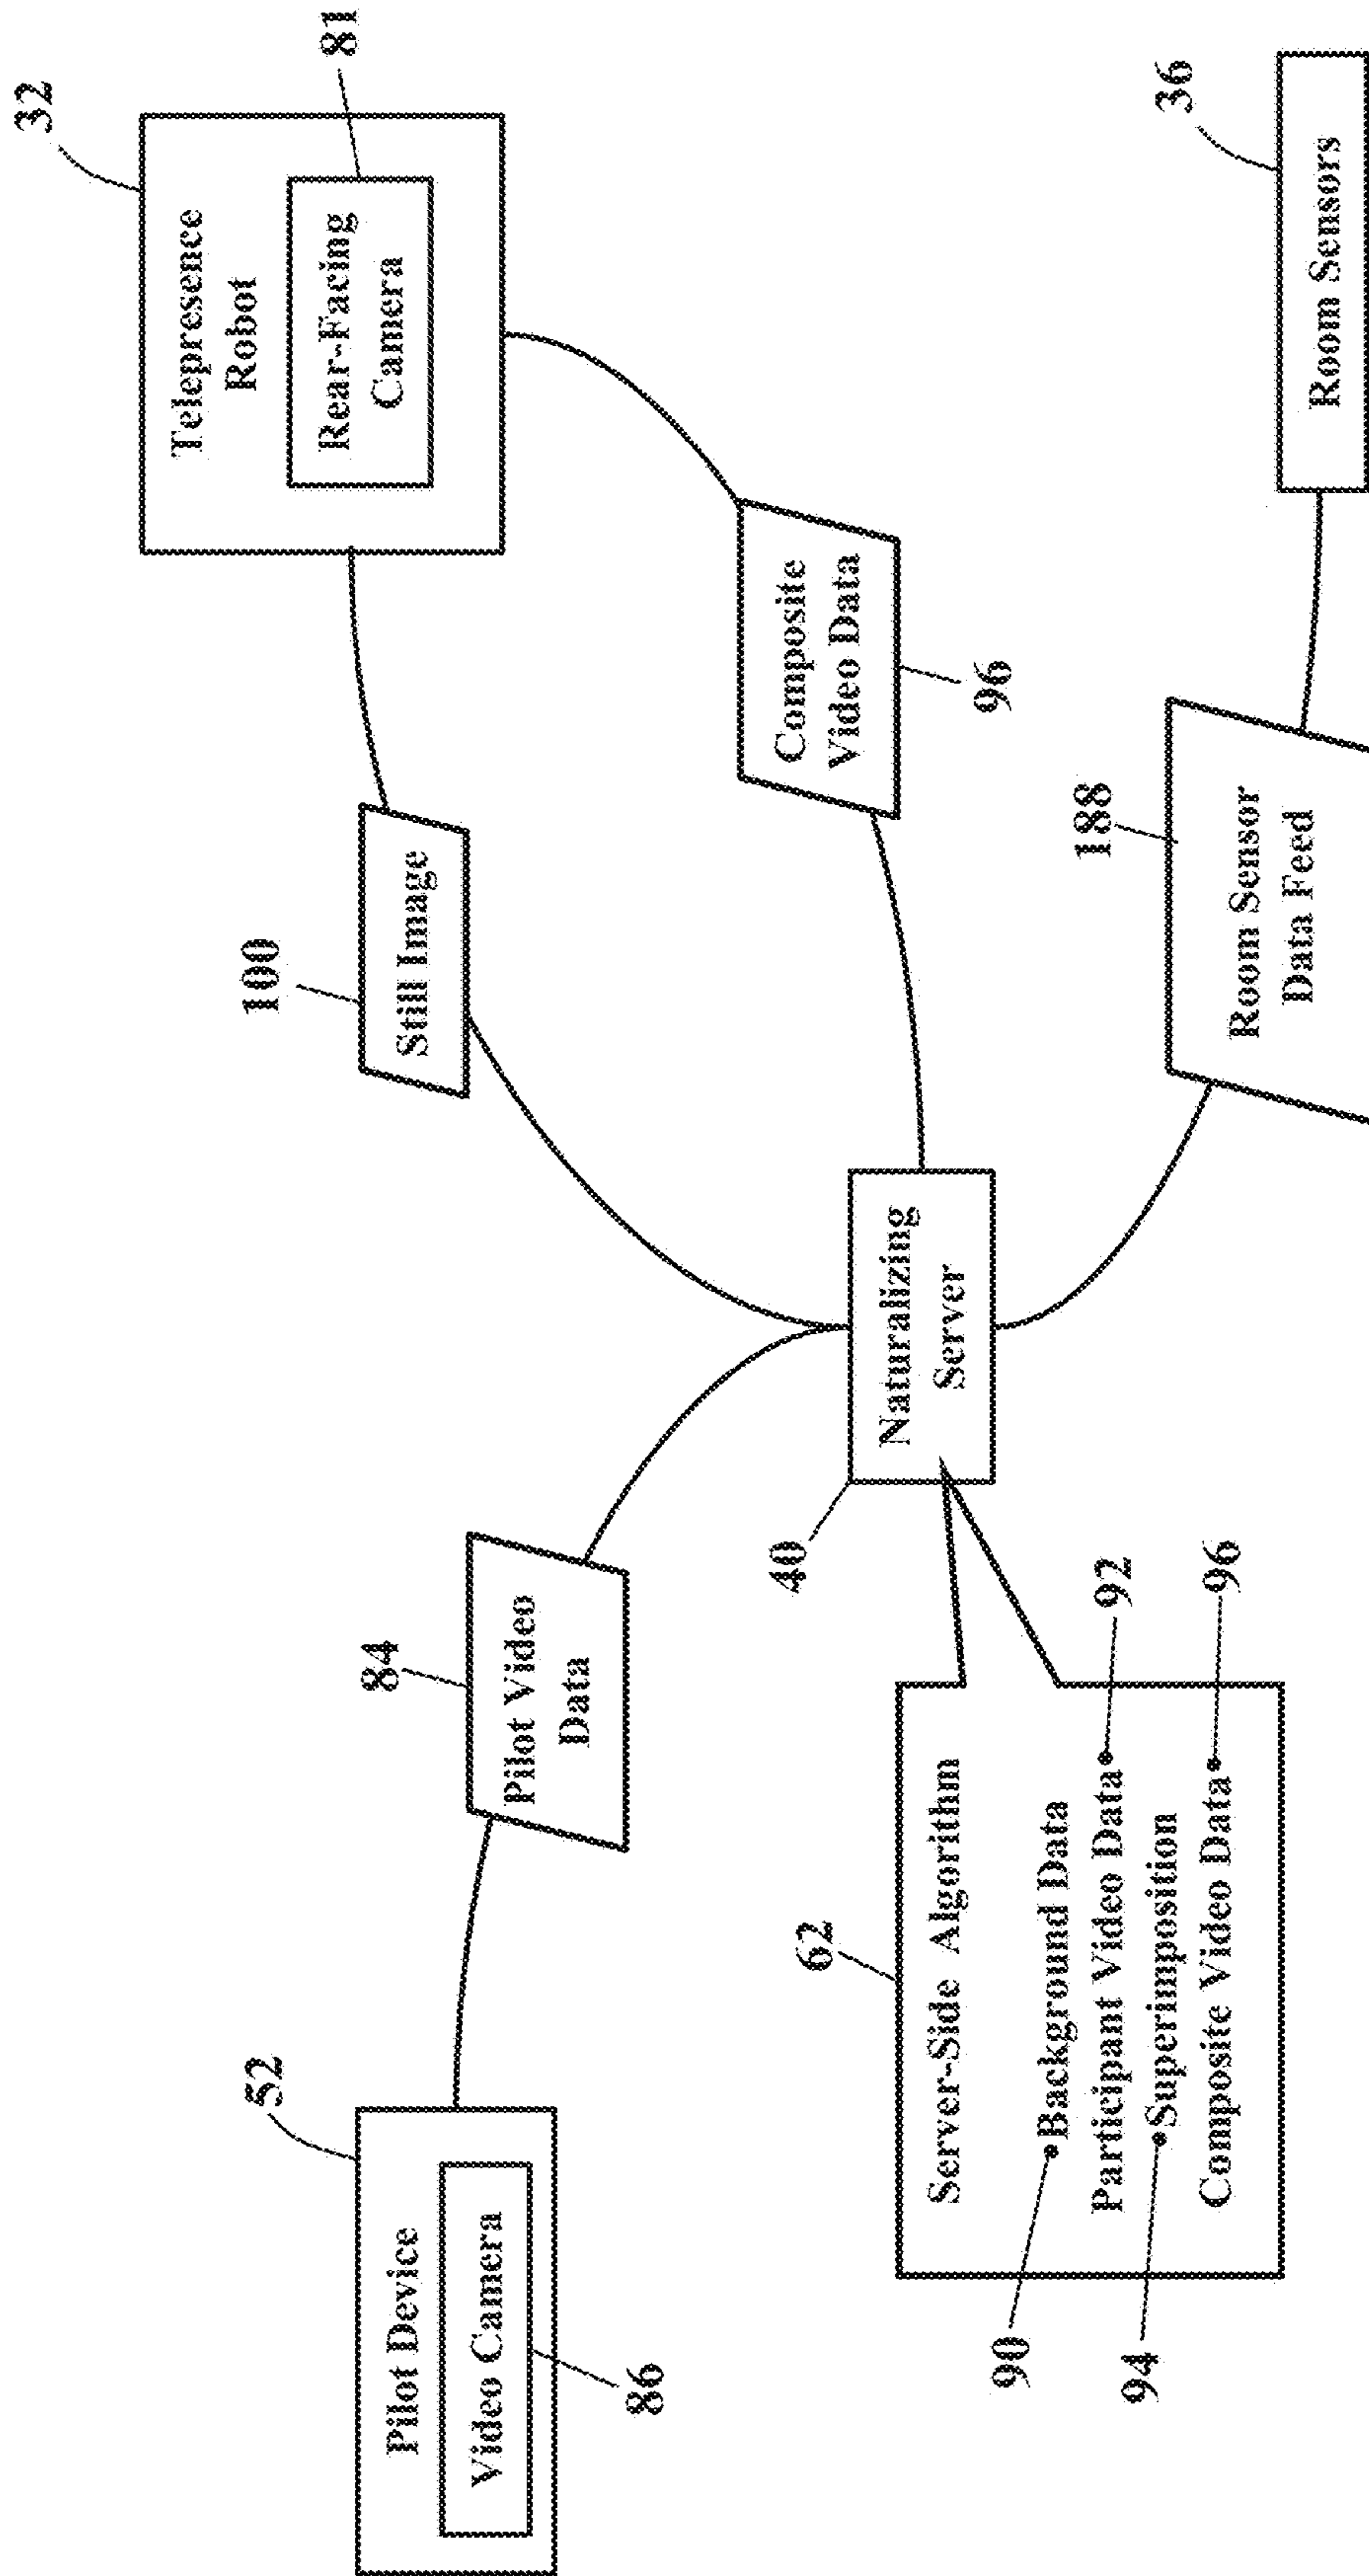 32
Telepresence
Robot
Rear-Facing
Camera
81
100
Still Image
Composite
Video Data
96
52
Pilot Device
Video Camera
86
84
Pilot Video
Data
40
Naturalizing
Server
62
Server-Side Algorithm
90
Background Data
Participant Video Data
92
94
Superimposition
Composite Video Data
96
188
Room Sensor
Data Feed
36
Room Sensors